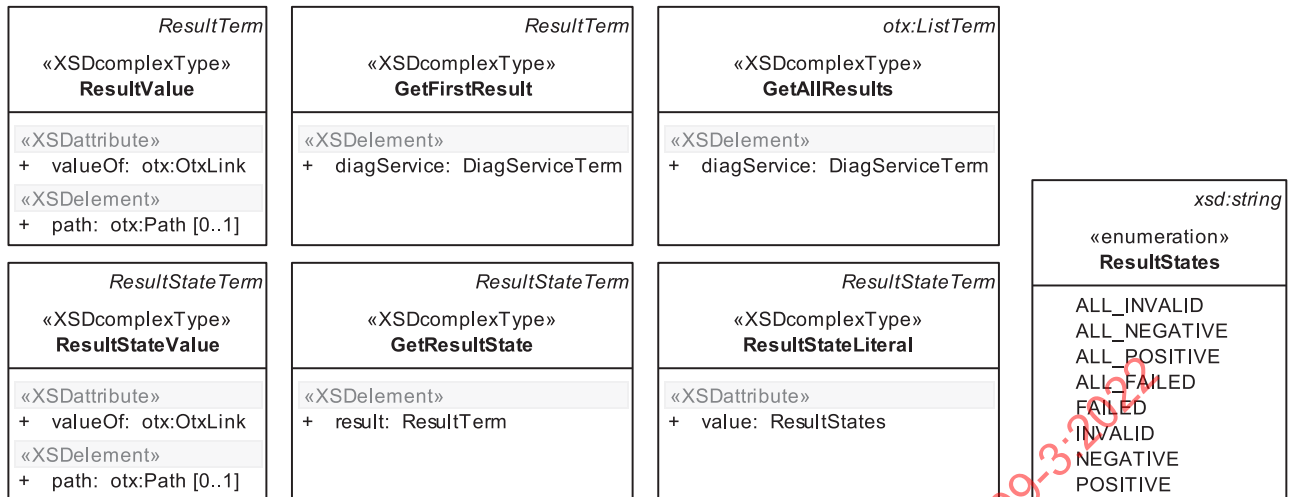 ResultTerm
«XSDcomplexType»
ResultValue
«XSDattribute»
+ valueOf: otx:OtxLink
«XSDelement»
+ path: otx:Path [0..1]
ResultTerm
«XSDcomplexType»
GetFirstResult
«XSDelement»
+ diagService: DiagServiceTerm
otx:ListTerm
«XSDcomplexType»
GetAllResults
«XSDelement»
+ diagService: DiagServiceTerm
ResultStateTerm
«XSDcomplexType»
ResultStateValue
«XSDattribute»
+ valueOf: otx:OtxLink
«XSDelement»
+ path: otx:Path [0..1]
ResultStateTerm
«XSDcomplexType»
GetResultState
«XSDelement»
+ result: ResultTerm
ResultStateTerm
«XSDcomplexType»
ResultStateLiteral
«XSDattribute»
+ value: ResultStates
xsd:string
«enumeration»
ResultStates
ALL_INVALID
ALL_NEGATIVE
ALL_POSITIVE
ALL_FAILED
FAILED
INVALID
NEGATIVE
POSITIVE
9-3:2022